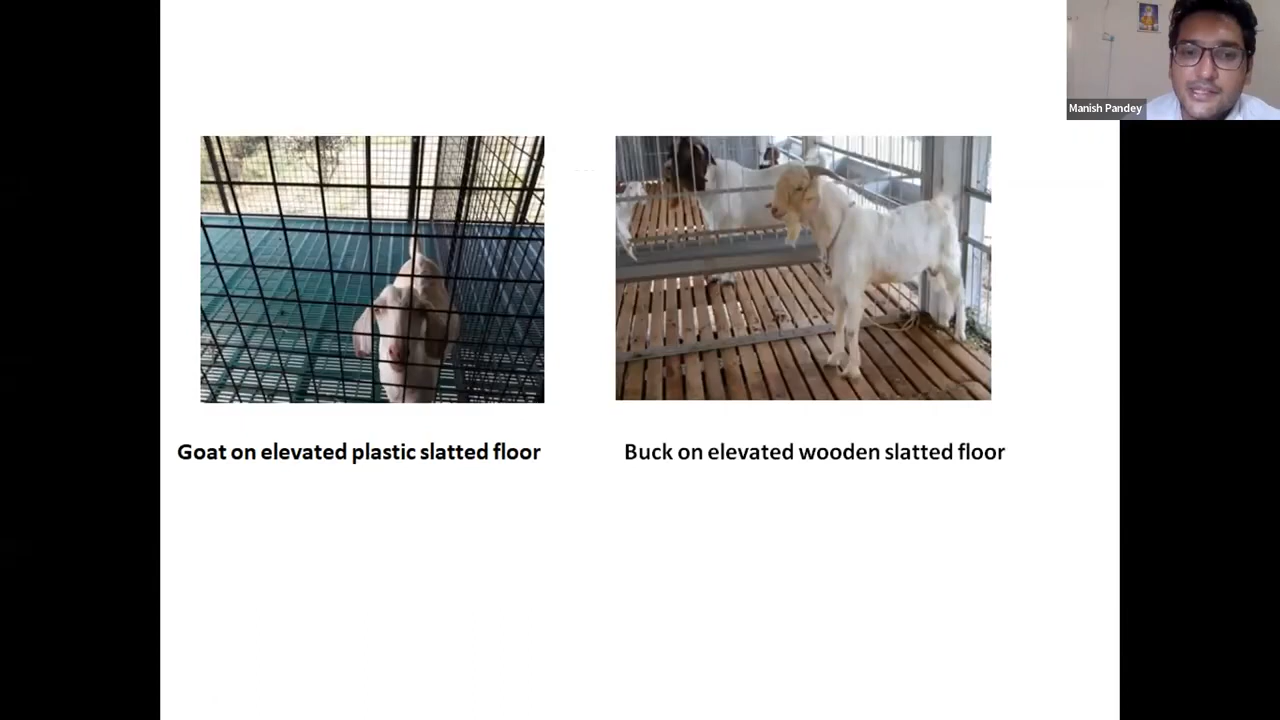 Manish Pandey
Goat on elevated plastic slatted floor
Buck on elevated wooden slatted floor